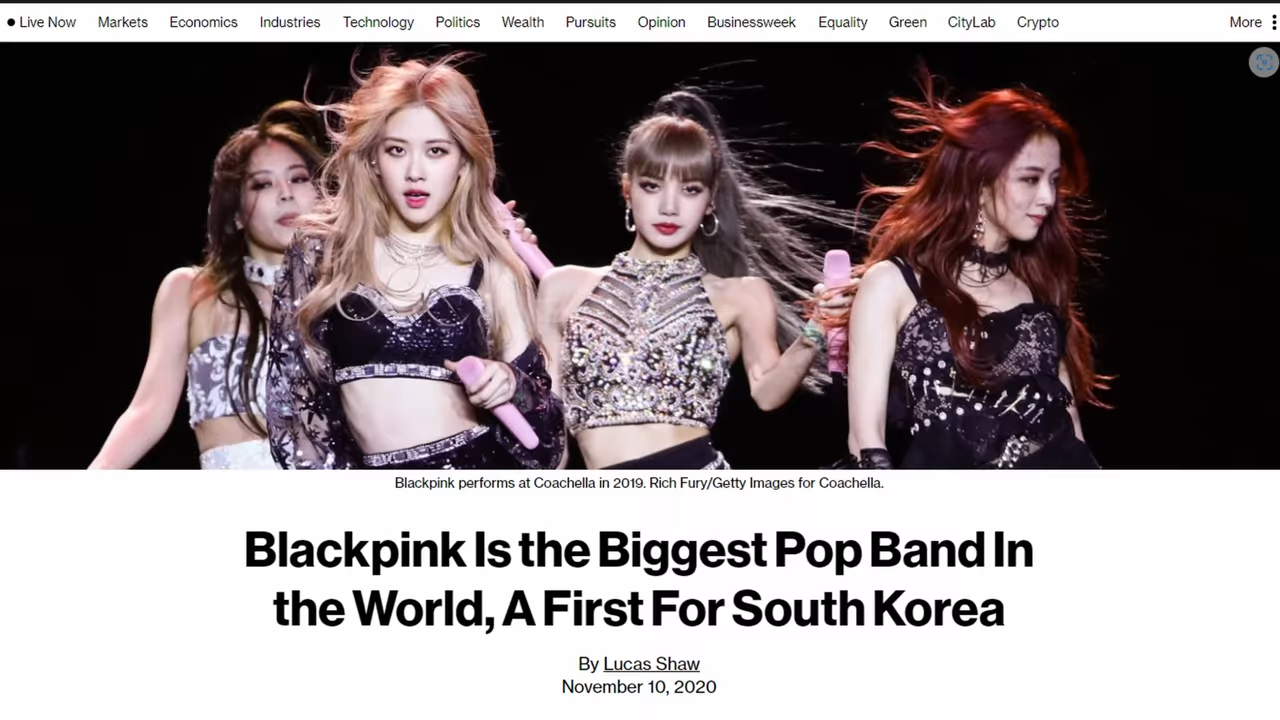 Live Now Markets Economics Industries Technology Politics Wealth Pursuits Opinion Businessweek Equality Green CityLab Crypto More
Blackpink performs at Coachella in 2019. Rich Fury/Getty Images for Coachella.
Blackpink Is the Biggest Pop Band In
the World, A First For South Korea
By Lucas Shaw
November 10, 2020